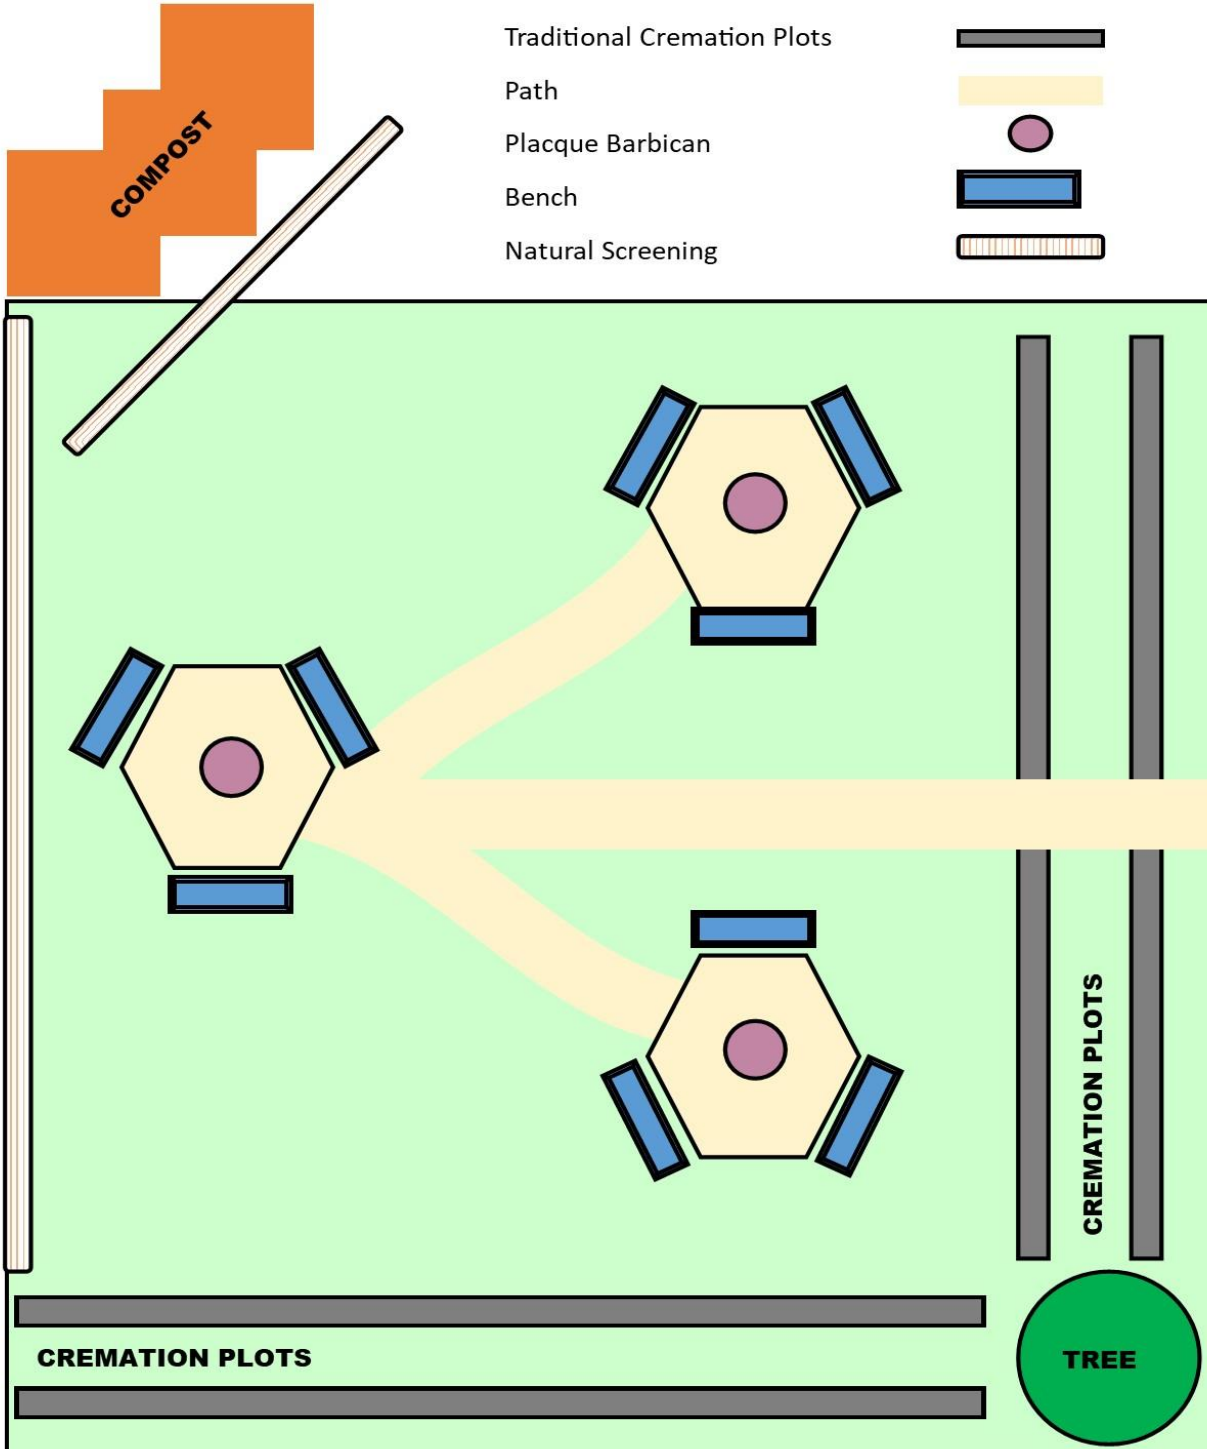 Traditional Cremation Plots
Path
Placque Barbican
Bench
Natural Screening
COMPOST
CREMATION PLOTS
CREMATION PLOTS
TREE